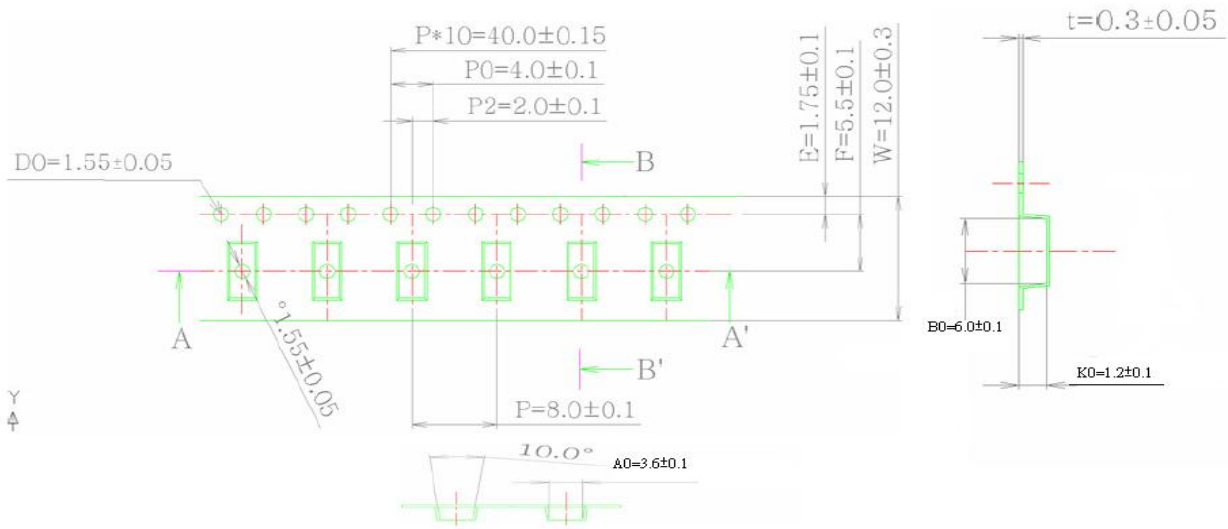 t=0.3±0.05
P*10=40.0±0.15
P0=4.0±0.1
P2=2.0±0.1
E=1.75±0.1
F=5.5±0.1
W=12.0±0.3
D0=1.55±0.05
B
A
A'
B'
°1.55±0.05
B0=6.0±0.1
K0=1.2±0.1
Y
P=8.0±0.1
10.0°
A0=3.6±0.1